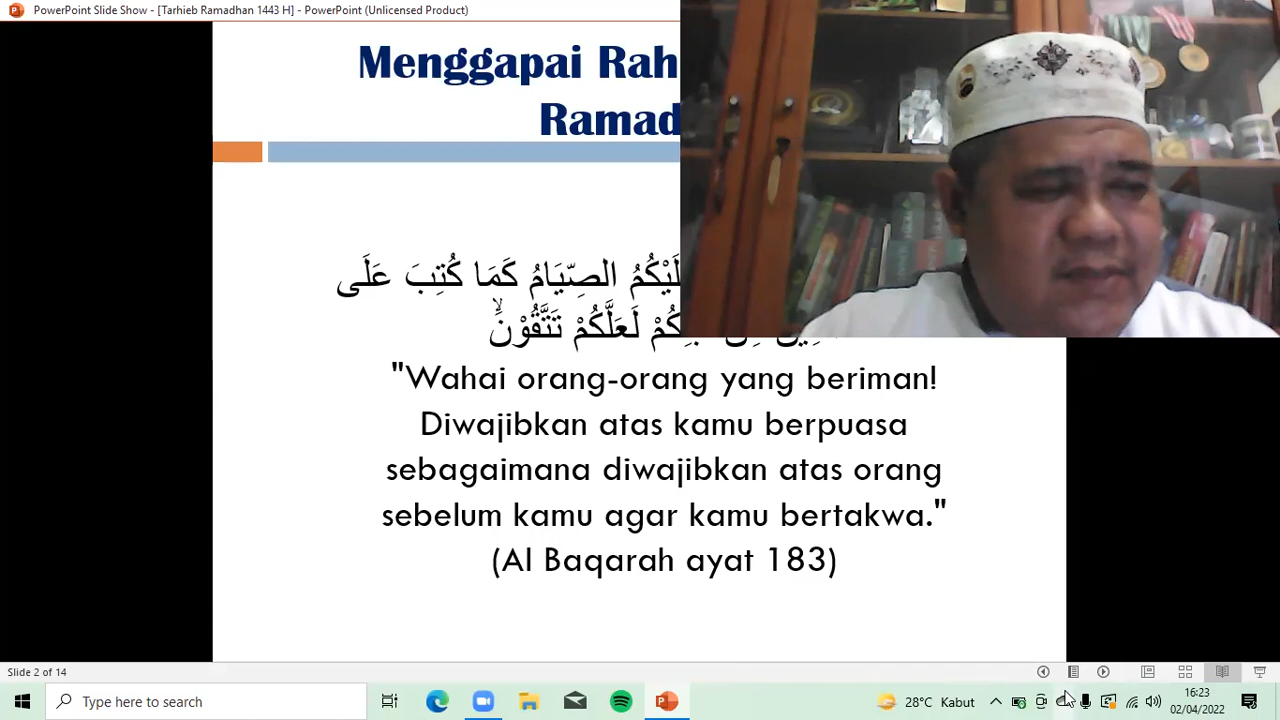 PowerPoint Slide Show - [Tarhieb Ramadhan 1443 H] - PowerPoint (Unlicensed Product)
Menggapai Rah
Ramad
لَيْكُمُ الصِّيَامُ كَمَا كُتِبَ عَلَى
لَعَلَّكُمْ تَتَّقُوْنَۙ
"Wahai orang-orang yang beriman!
Diwajibkan atas kamu berpuasa
sebagaimana diwajibkan atas orang
sebelum kamu agar kamu bertakwa."
(Al Baqarah ayat 183)
Slide 2 of 14
Type here to search
28°C Kabut
16:23
02/04/2022